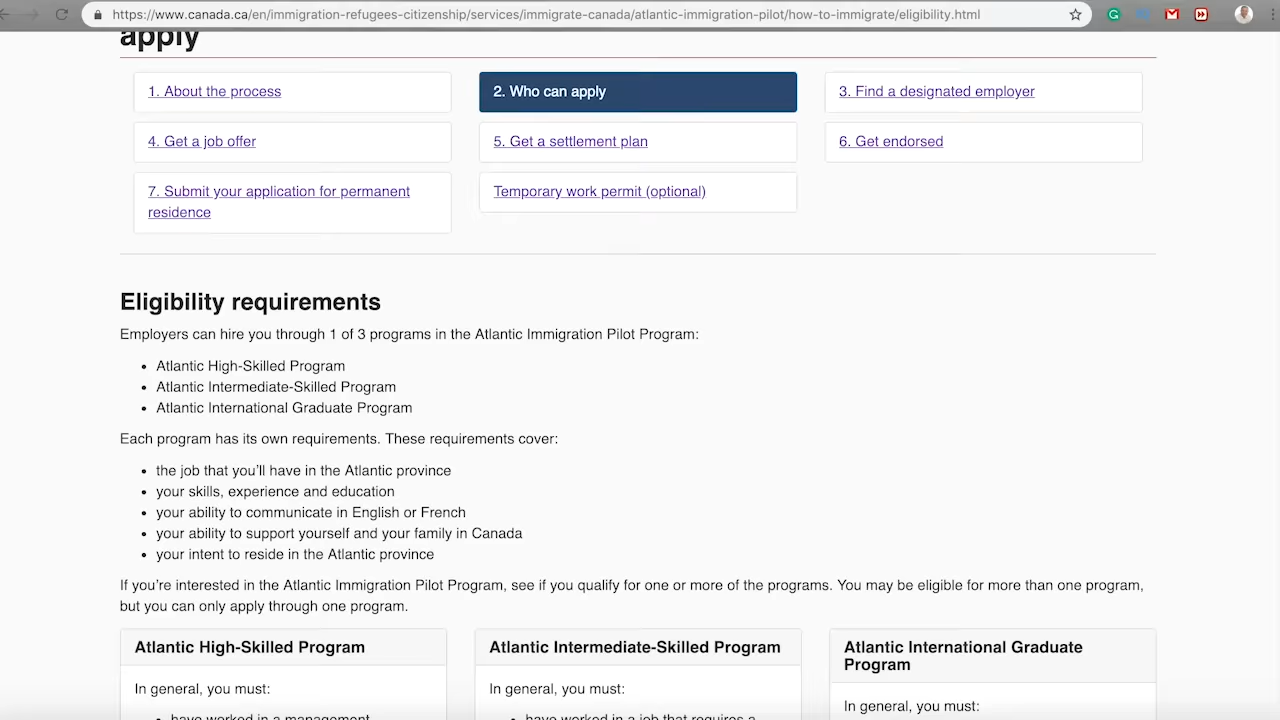 https://www.canada.ca/en/immigration-refugees-citizenship/services/immigrate-canada/atlantic-immigration-pilot/how-to-immigrate/eligibility.html
apply
1. About the process
2. Who can apply
3. Find a designated employer
4. Get a job offer
5. Get a settlement plan
6. Get endorsed
7. Submit your application for permanent
residence
Temporary work permit (optional)
Eligibility requirements
Employers can hire you through 1 of 3 programs in the Atlantic Immigration Pilot Program:
• Atlantic High-Skilled Program
• Atlantic Intermediate-Skilled Program
• Atlantic International Graduate Program
Each program has its own requirements. These requirements cover:
• the job that you’ll have in the Atlantic province
• your skills, experience and education
• your ability to communicate in English or French
• your ability to support yourself and your family in Canada
• your intent to reside in the Atlantic province
If you’re interested in the Atlantic Immigration Pilot Program, see if you qualify for one or more of the programs. You may be eligible for more than one program,
but you can only apply through one program.
Atlantic High-Skilled Program
In general, you must:
• have worked in a management,
Atlantic Intermediate-Skilled Program
In general, you must:
• have worked in a job that requires a
Atlantic International Graduate
Program
In general, you must: